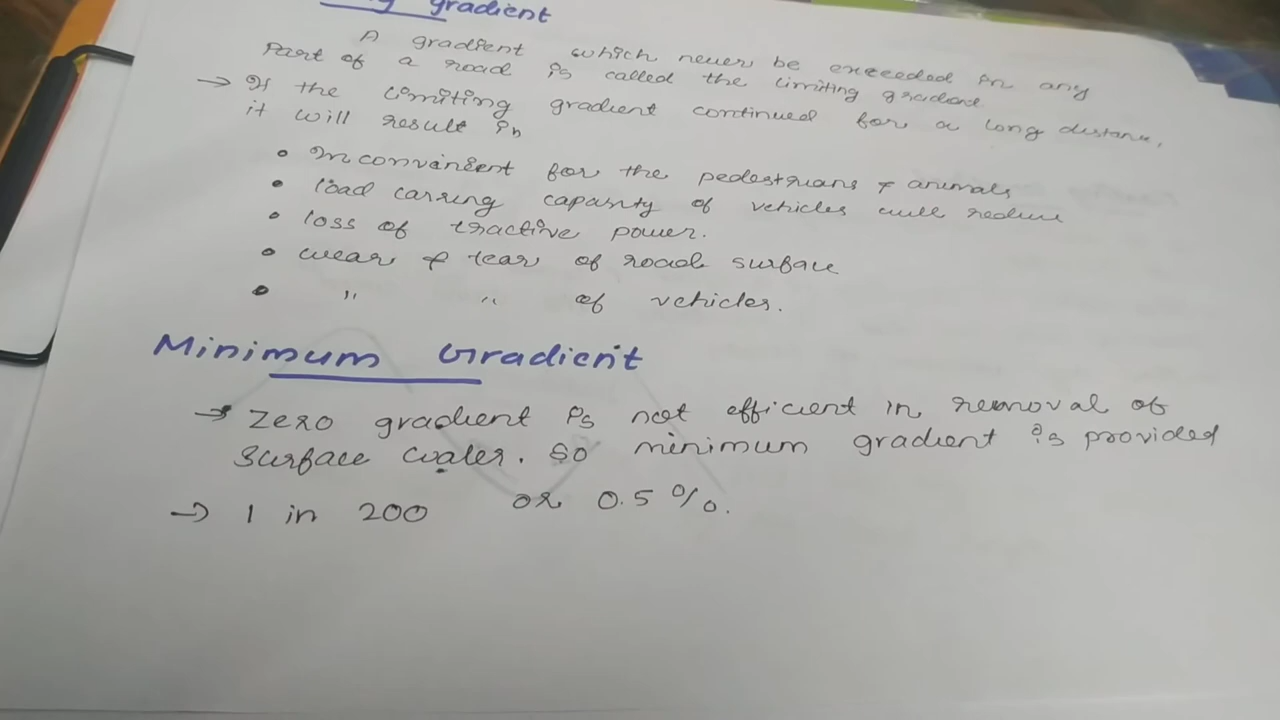 gradient
A gradient which never be exceeded in any
Part of a road is called the limiting gradient
→ If the limiting gradient continued for a long distance,
it will result in
• Inconvinient for the pedestrians & animals
• load carring capasity of vehicles will reduce
• loss of tractive power.
• wear & tear of road surface
• " " of vehicles.
Minimum Gradient
→ Zero gradient is not efficient in removal of
surface water. So minimum gradient is provided
→ 1 in 200 or 0.5 %.